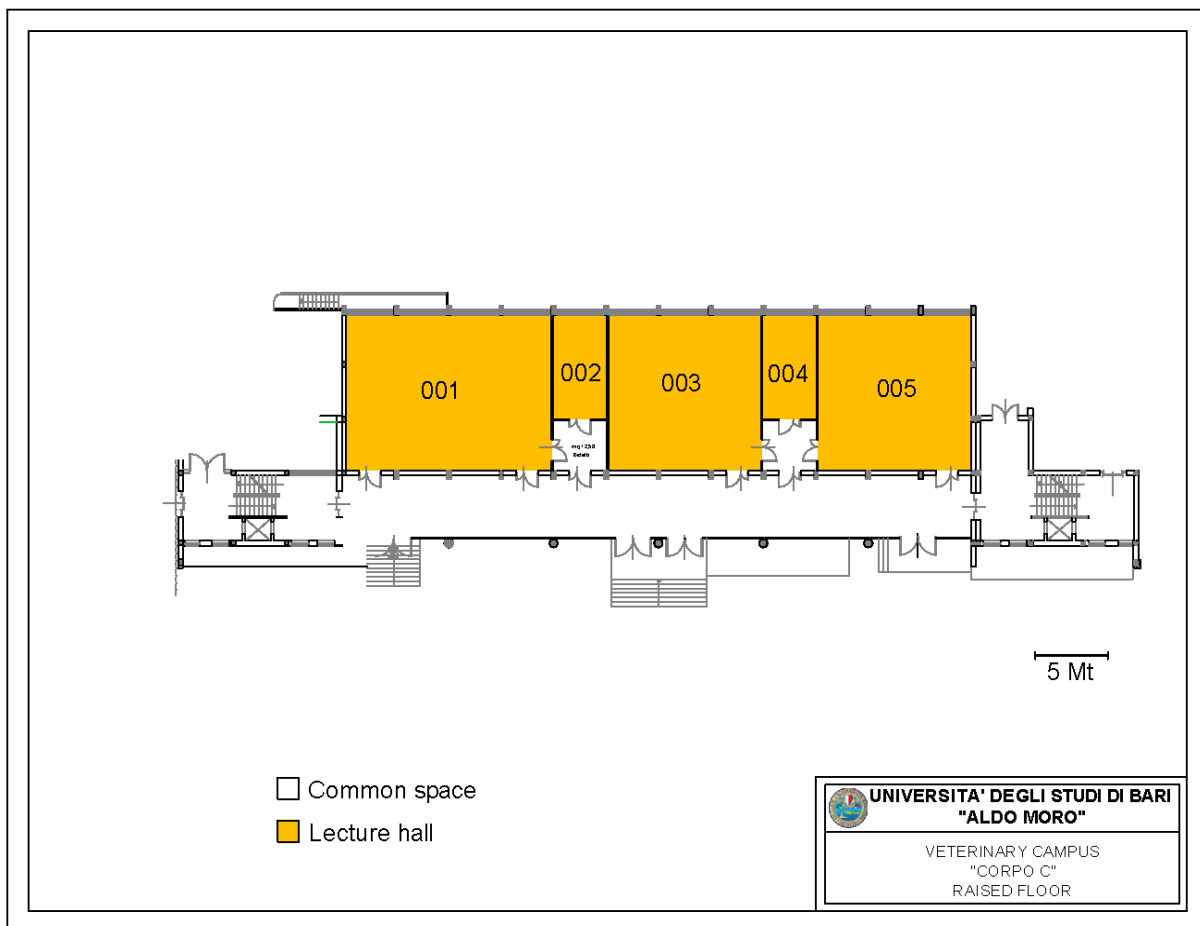 001
002
003
004
005
5 Mt
Common space
Lecture hall
UNIVERSITA' DEGLI STUDI DI BARI
"ALDO MORO"
VETERINARY CAMPUS
"CORPO C"
RAISED FLOOR